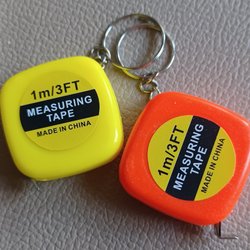 1m/3FT
MEASURING
TAPE
MADE IN CHINA
1m/3FT
MEASURING
TAPE
MADE IN CHINA